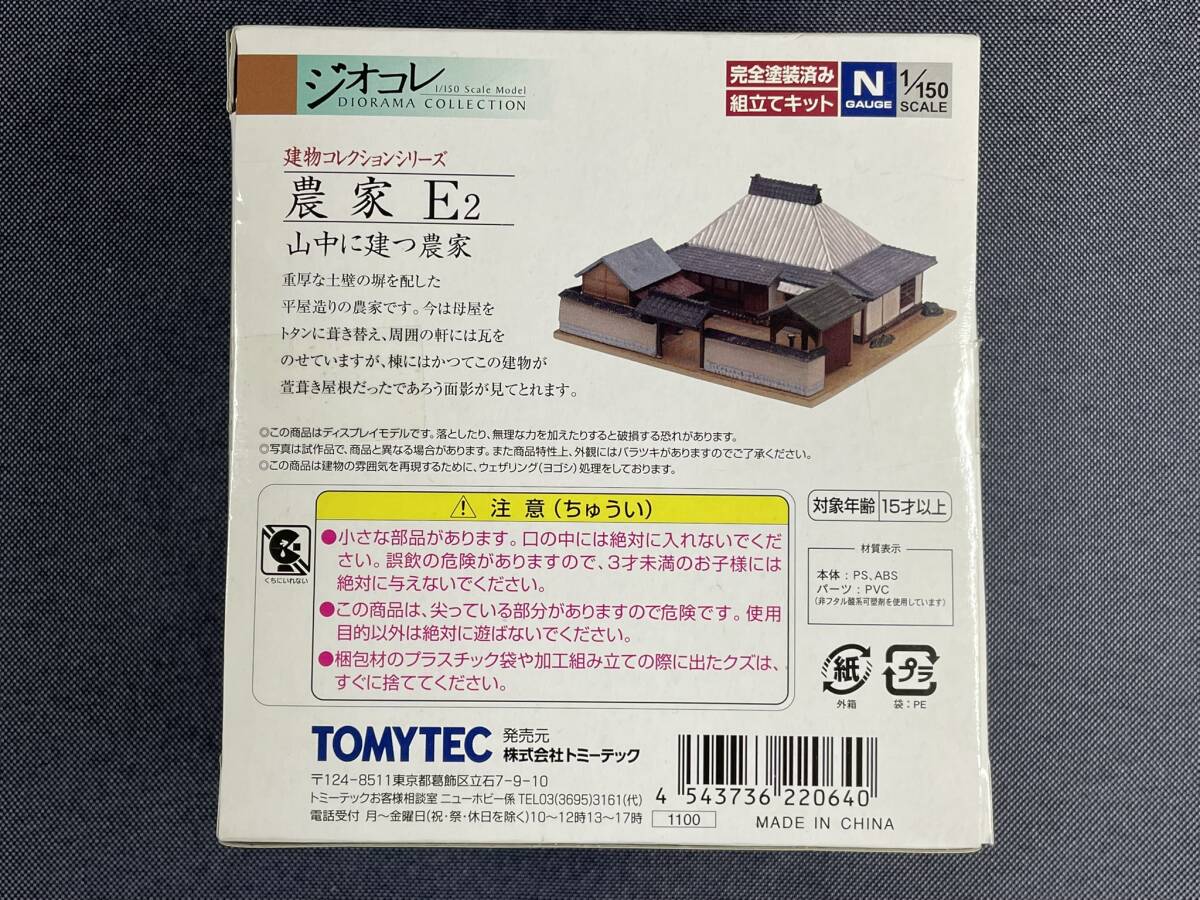 ジオコレ
1/150 Scale Model
DIORAMA COLLECTION
完全塗装済み
組立てキット
N
GAUGE
1/150
SCALE
建物コレクションシリーズ
農家 E2
山中に建つ農家
重厚な土壁の塀を配した
平屋造りの農家です。今は母屋を
トタンに葺き替え、周囲の軒には瓦を
のせていますが、棟にはかつてこの建物が
萱葺き屋根だったであろう面影が見てとれます。
◎この商品はディスプレイモデルです。落としたり、無理な力を加えたりすると破損する恐れがあります。
◎写真は試作品で、商品と異なる場合があります。また商品特性上、外観にはバラツキがありますのでご了承ください。
◎この商品は建物の雰囲気を再現するために、ウェザリング(ヨゴシ)処理をしております。
くちにいれない
注意(ちゅうい)
●小さな部品があります。口の中には絶対に入れないでくだ
さい。誤飲の危険がありますので、3才未満のお子様には
絶対に与えないでください。
●この商品は、尖っている部分がありますので危険です。使用
目的以外は絶対に遊ばないでください。
●梱包材のプラスチック袋や加工組み立ての際に出たクズは、
すぐに捨ててください。
対象年齢 15才以上
材質表示
本体:PS、ABS
パーツ:PVC
(非フタル酸系可塑剤を使用しています)
紙
外箱
プラ
袋:PE
TOMYTEC
発売元
株式会社トミーテック
〒124-8511東京都葛飾区立石7-9-10
トミーテックお客様相談室 ニューホビー係 TEL03(3695)3161(代)
電話受付 月〜金曜日(祝・祭・休日を除く)10〜12時13〜17時
1100
4 543736 220640
MADE IN CHINA